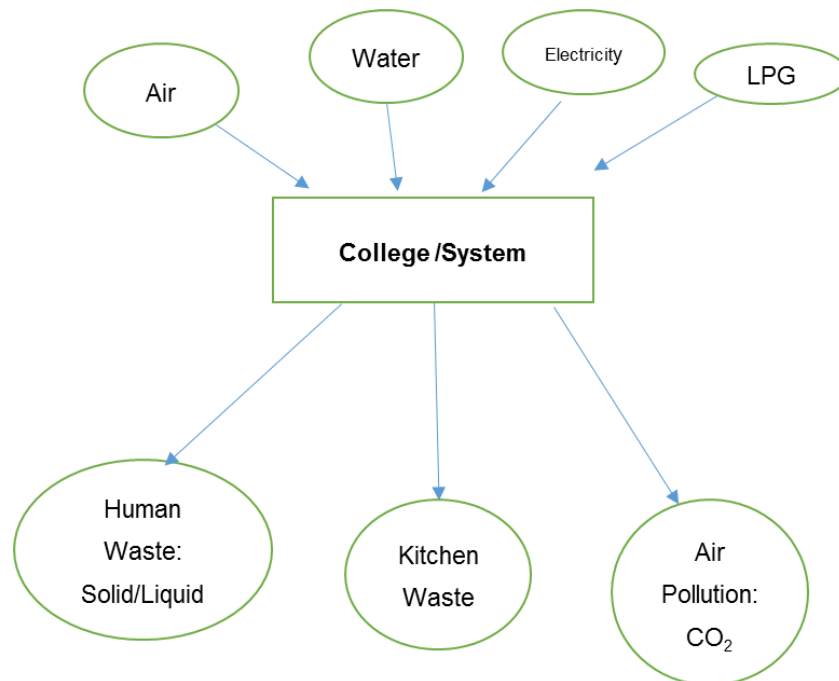 Air
Water
Electricity
LPG
College/System
Human
Waste:
Solid/Liquid
Kitchen
Waste
Air
Pollution:
CO₂